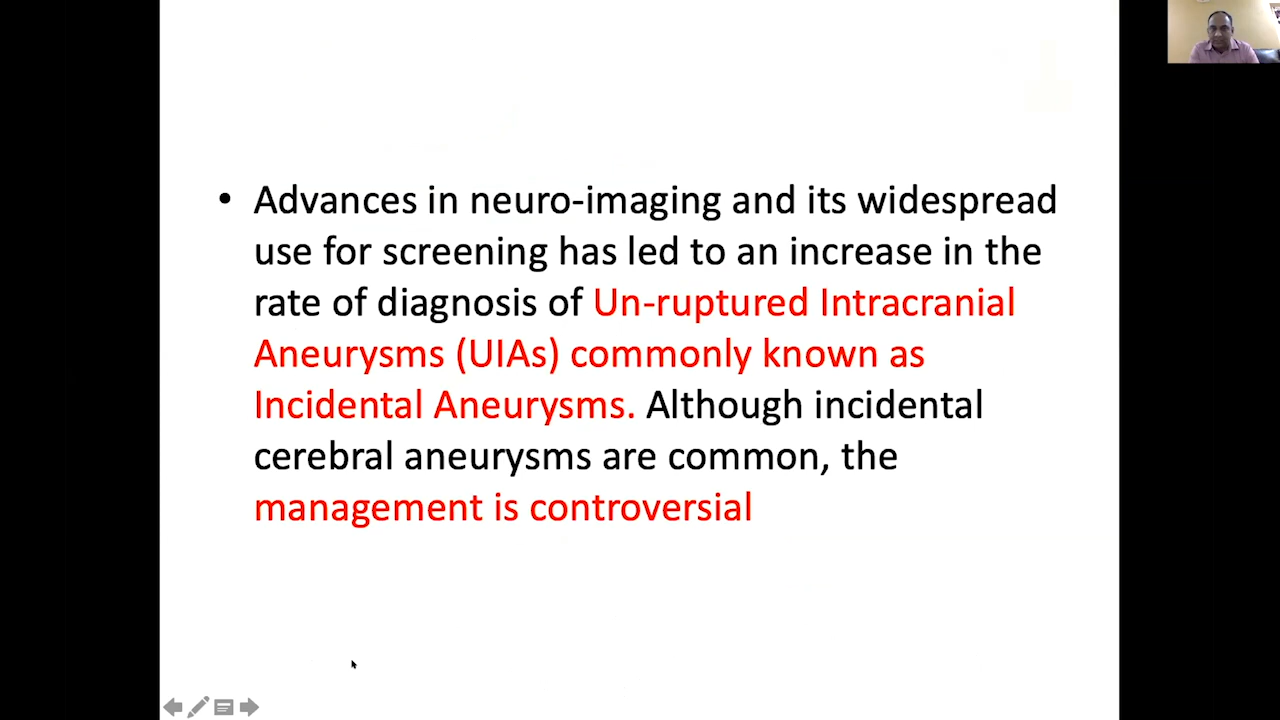 • Advances in neuro-imaging and its widespread
use for screening has led to an increase in the
rate of diagnosis of Un-ruptured Intracranial
Aneurysms (UIAs) commonly known as
Incidental Aneurysms. Although incidental
cerebral aneurysms are common, the
management is controversial